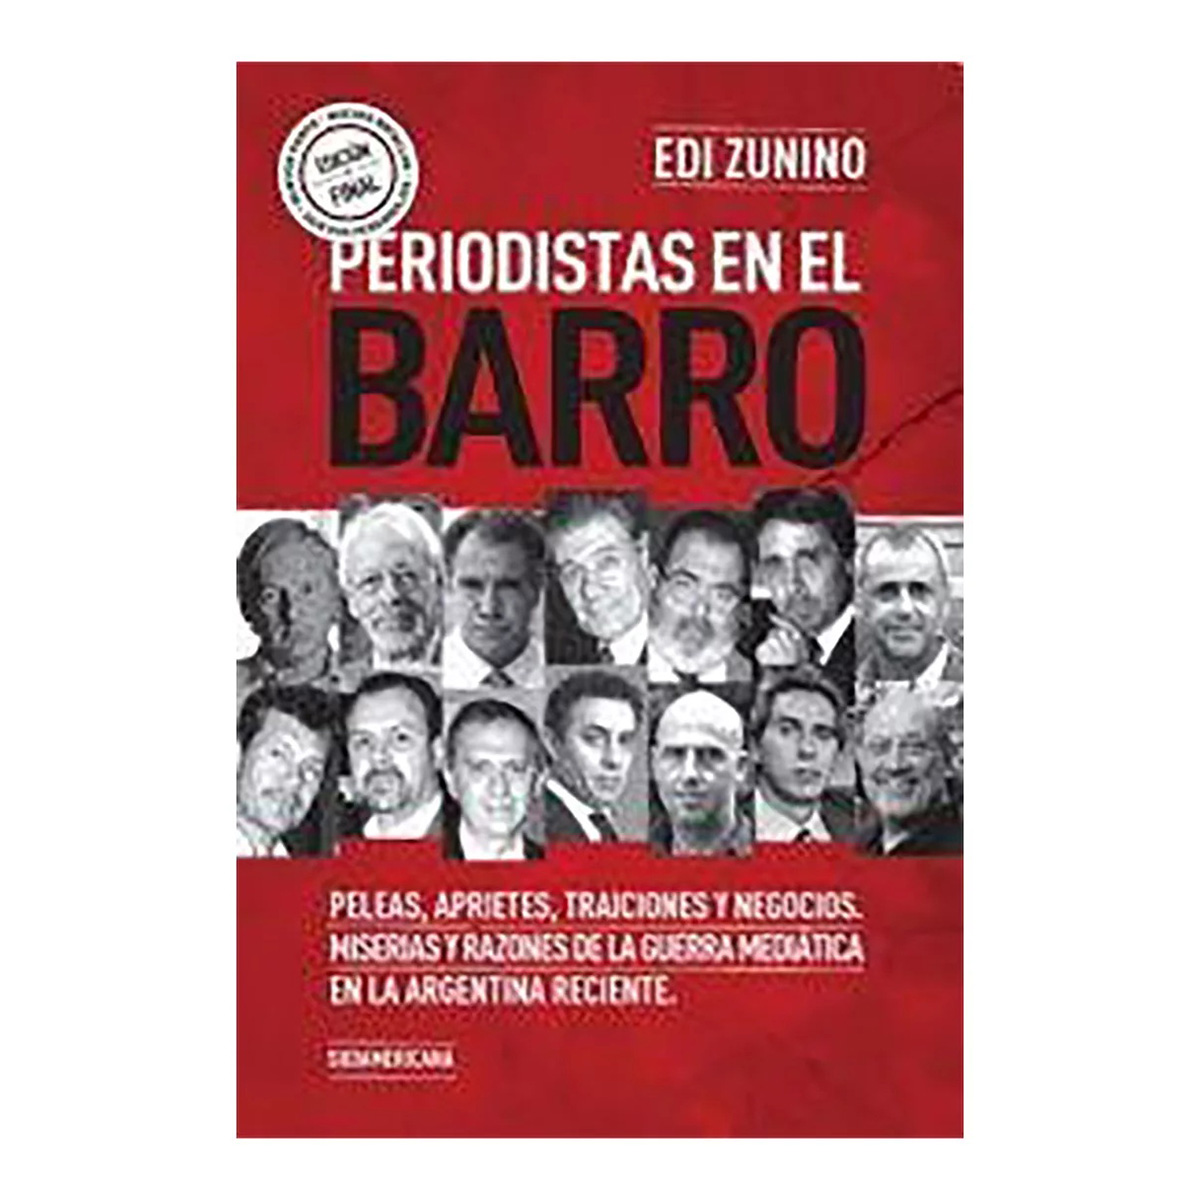 EDI ZUNINO
EDICIÓN
FINAL
PERIODISTAS EN EL
BARRO
PELEAS, APRIETES, TRAICIONES Y NEGOCIOS.
MISERIAS Y RAZONES DE LA GUERRA MEDIÁTICA
EN LA ARGENTINA RECIENTE.
SUDAMERICANA